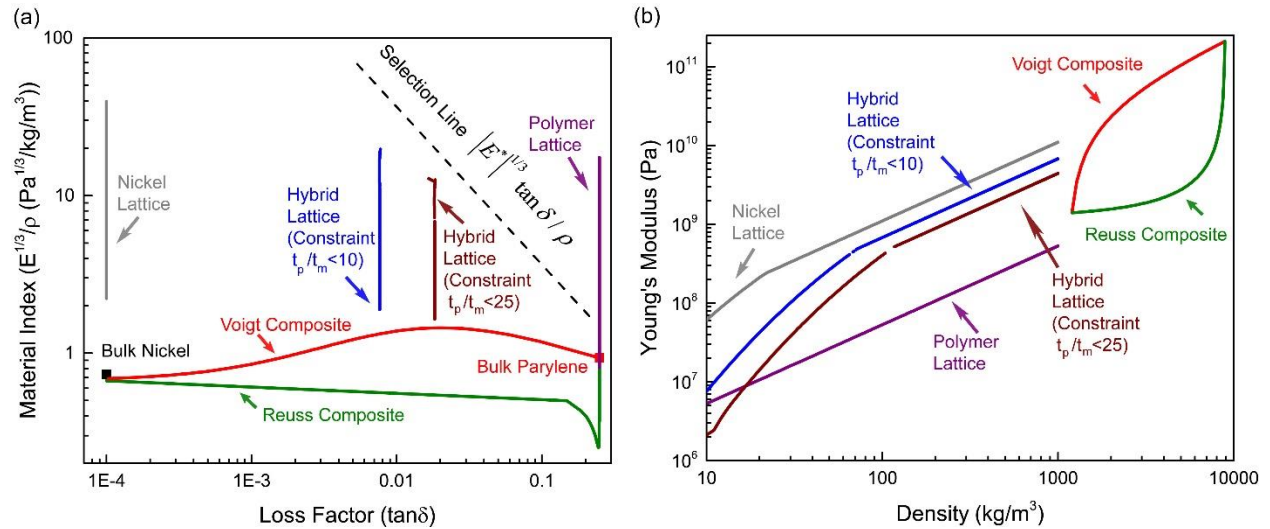 (a)
Material Index (E^1/3/ρ (Pa^1/3/kg/m^3))
100
10
1
1E-4
1E-3
0.01
0.1
Loss Factor (tanδ)
Nickel
Lattice
Hybrid
Lattice
(Constraint
t_p/t_m<10)
Hybrid
Lattice
(Constraint
t_p/t_m<25)
Selection Line |E*|^1/3 tan δ / ρ
Polymer
Lattice
Voigt Composite
Bulk Nickel
Bulk Parylene
Reuss Composite
(b)
Young's Modulus (Pa)
10^11
10^10
10^9
10^8
10^7
10^6
10
100
1000
10000
Density (kg/m^3)
Voigt Composite
Hybrid
Lattice
(Constraint
t_p/t_m<10)
Nickel
Lattice
Reuss Composite
Hybrid
Lattice
(Constraint
t_p/t_m<25)
Polymer
Lattice